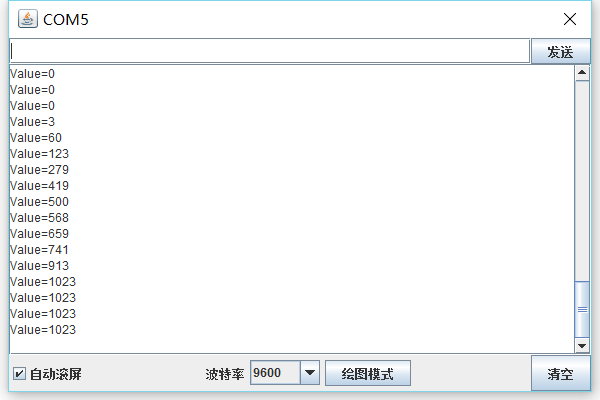 COM5
发送
Value=0
Value=0
Value=0
Value=3
Value=60
Value=123
Value=279
Value=419
Value=500
Value=568
Value=659
Value=741
Value=913
Value=1023
Value=1023
Value=1023
Value=1023
自动滚屏 波特率 9600 绘图模式 清空